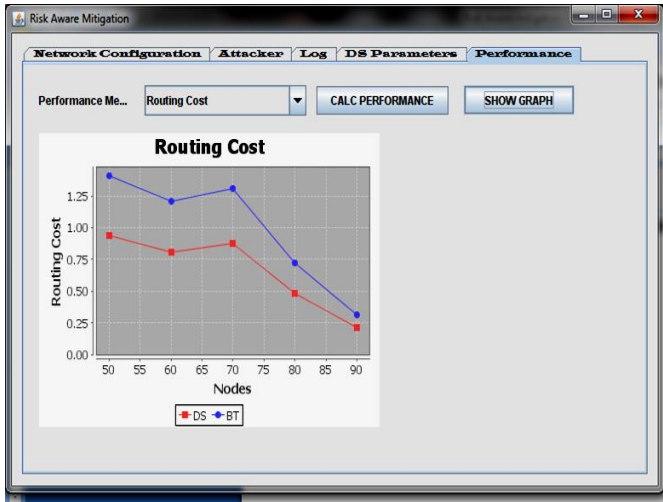 Risk Aware Mitigation
Network Configuration Attacker Log DS Parameters Performance
Performance Me... Routing Cost CALC PERFORMANCE SHOW GRAPH
Routing Cost
Routing Cost
1.25
1.00
0.75
0.50
0.25
0.00
50 55 60 65 70 75 80 85 90
Nodes
DS BT